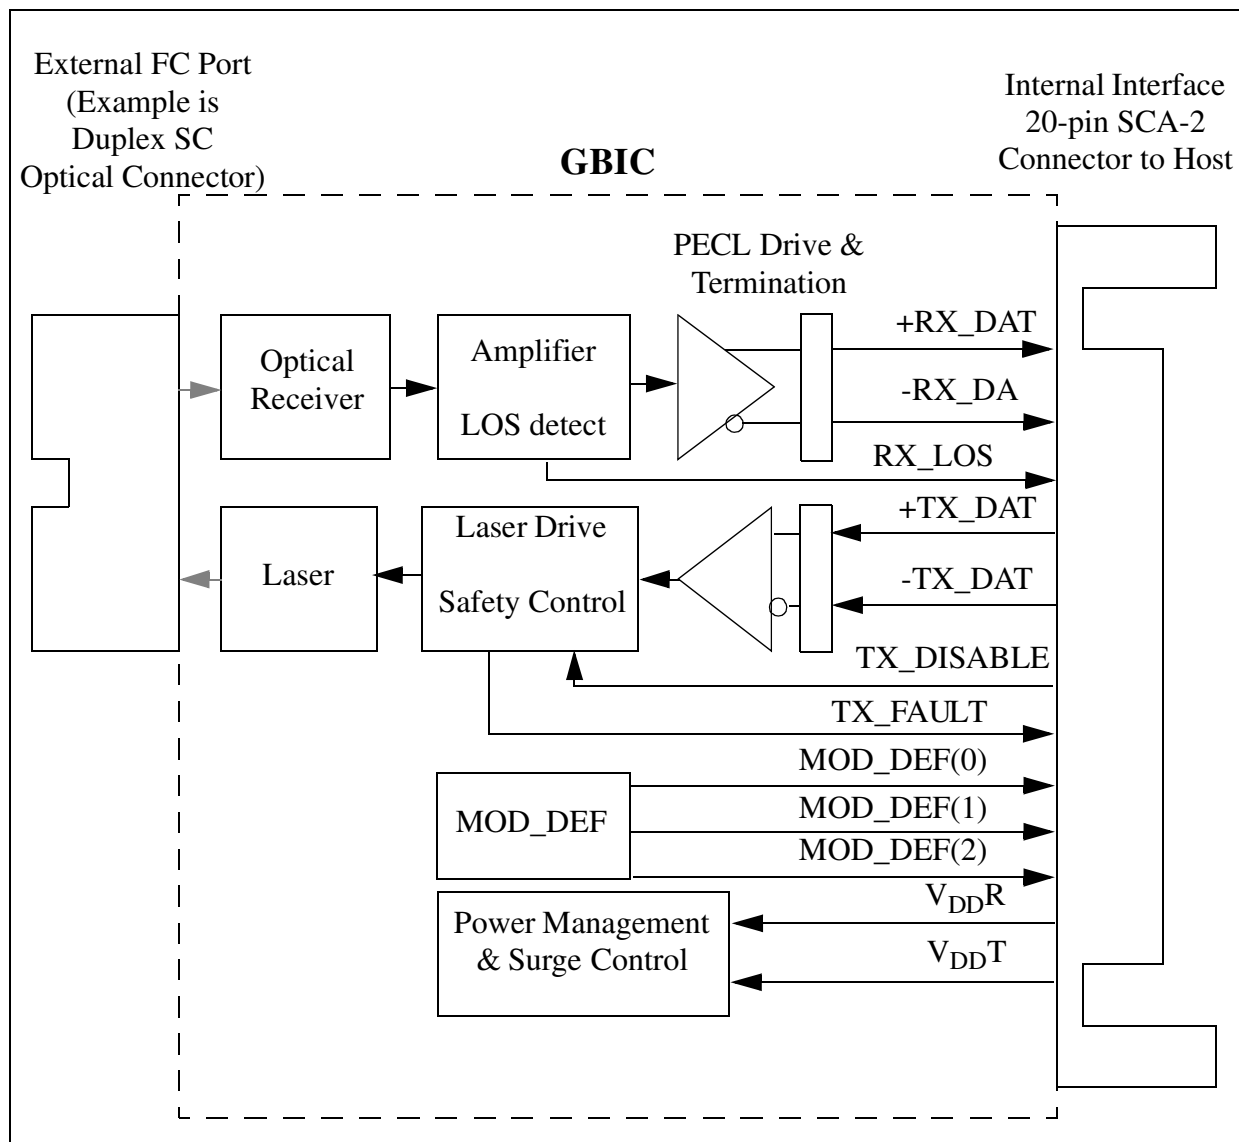 External FC Port
(Example is
Duplex SC
Optical Connector)
GBIC
Internal Interface
20-pin SCA-2
Connector to Host
PECL Drive &
Termination
Optical
Receiver
Amplifier
LOS detect
+RX_DAT
-RX_DA
RX_LOS
Laser
Laser Drive
Safety Control
+TX_DAT
-TX_DAT
TX_DISABLE
TX_FAULT
MOD_DEF
MOD_DEF(0)
MOD_DEF(1)
MOD_DEF(2)
Power Management
& Surge Control
VDDR
VDDT